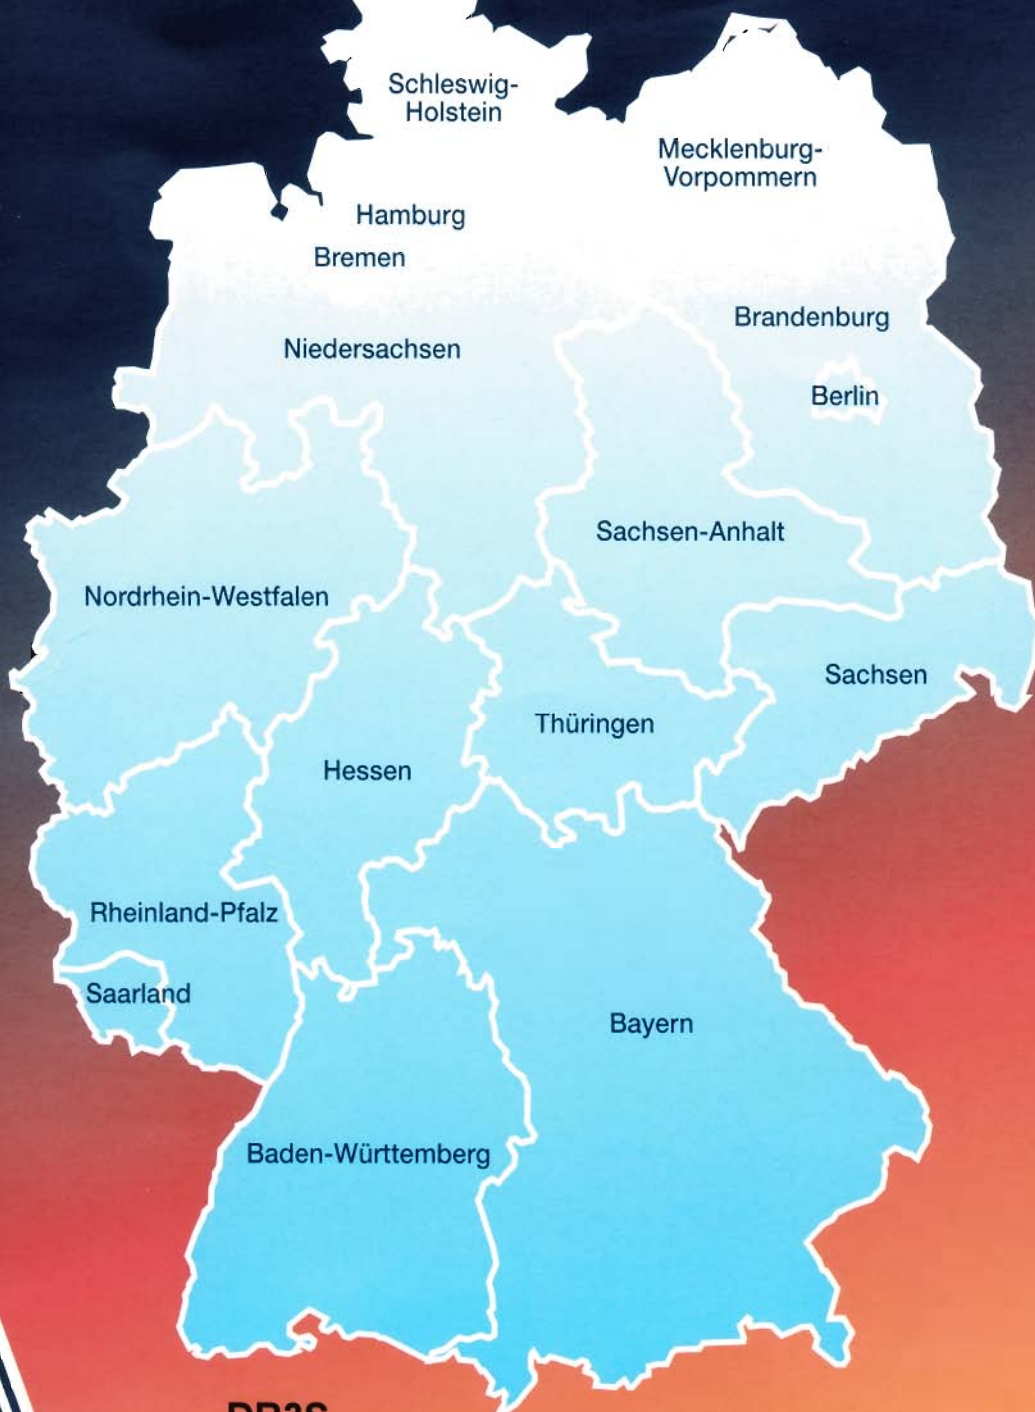 Schleswig-
Holstein
Mecklenburg-
Vorpommern
Hamburg
Bremen
Brandenburg
Niedersachsen
Berlin
Sachsen-Anhalt
Nordrhein-Westfalen
Sachsen
Thüringen
Hessen
Rheinland-Pfalz
Saarland
Bayern
Baden-Württemberg